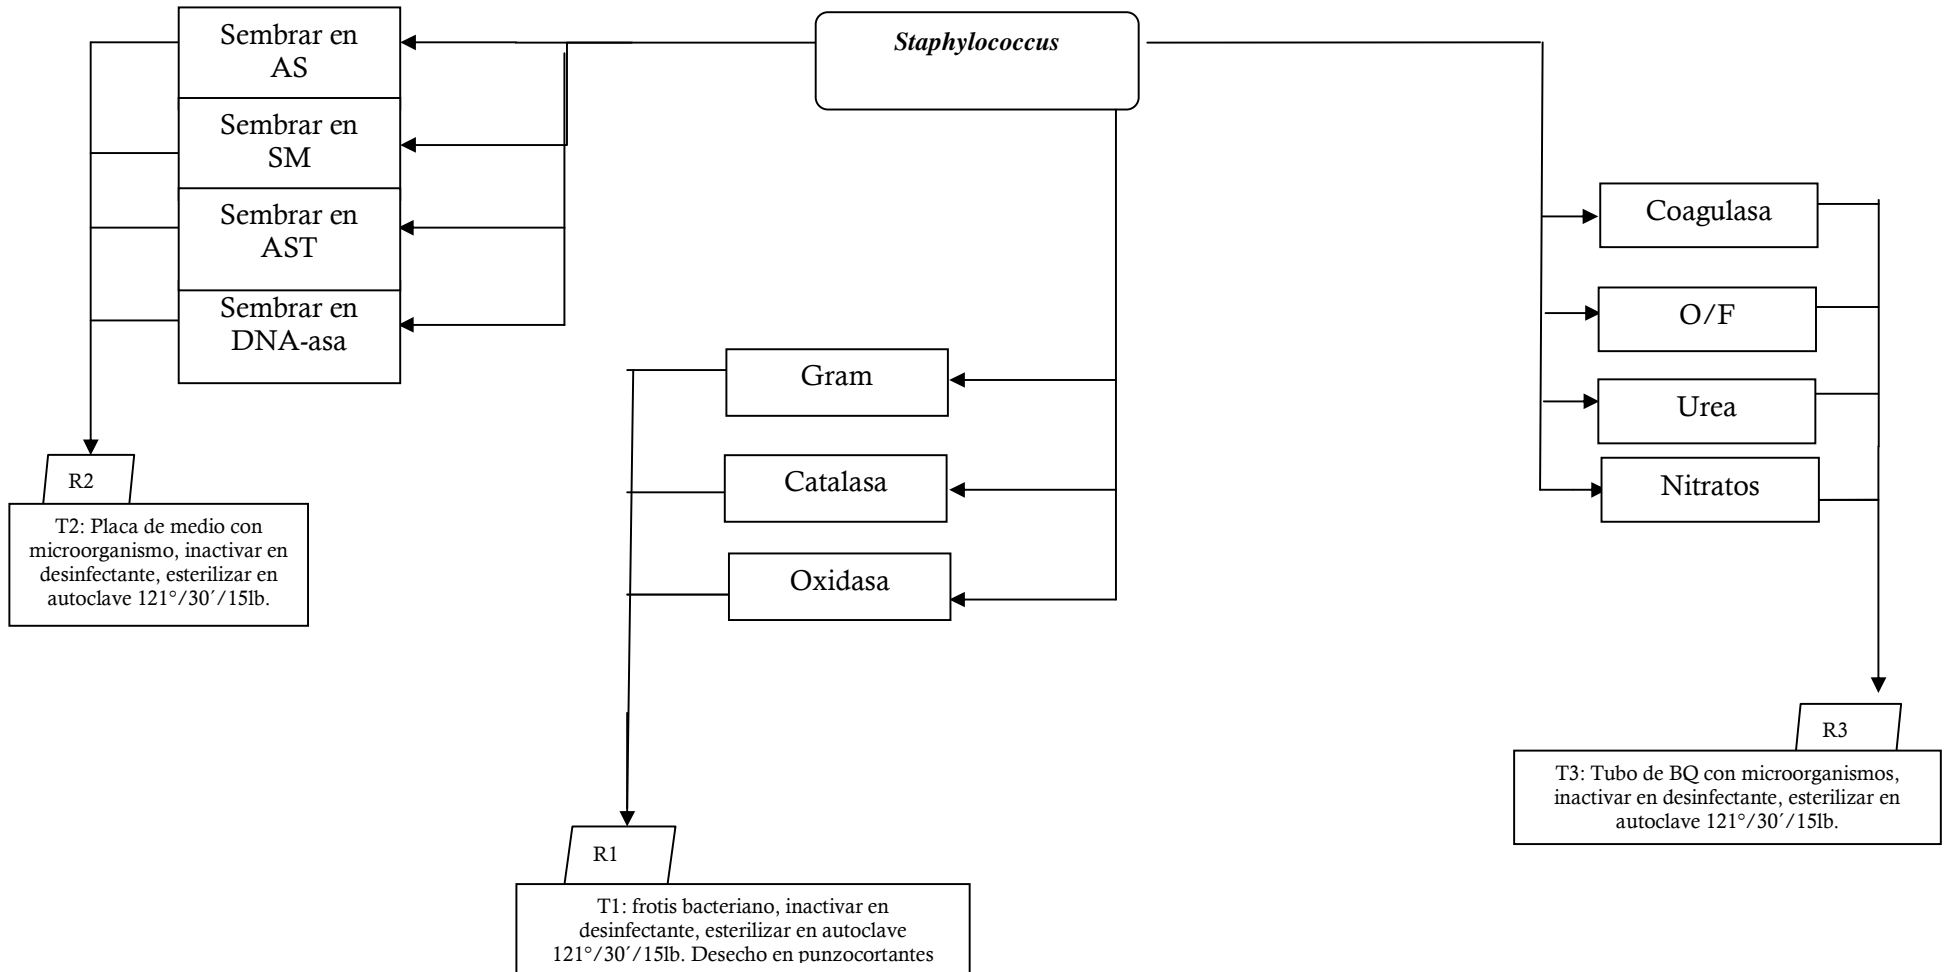 Staphylococcus
Sembrar en
AS
Sembrar en
SM
Sembrar en
AST
Sembrar en
DNA-asa
R2
T2: Placa de medio con
microorganismo, inactivar en
desinfectante, esterilizar en
autoclave 121°/30´/15lb.
Gram
Catalasa
Oxidasa
R1
T1: frotis bacteriano, inactivar en
desinfectante, esterilizar en autoclave
121°/30´/15lb. Desecho en punzocortantes
Coagulasa
O/F
Urea
Nitratos
R3
T3: Tubo de BQ con microorganismos,
inactivar en desinfectante, esterilizar en
autoclave 121°/30´/15lb.